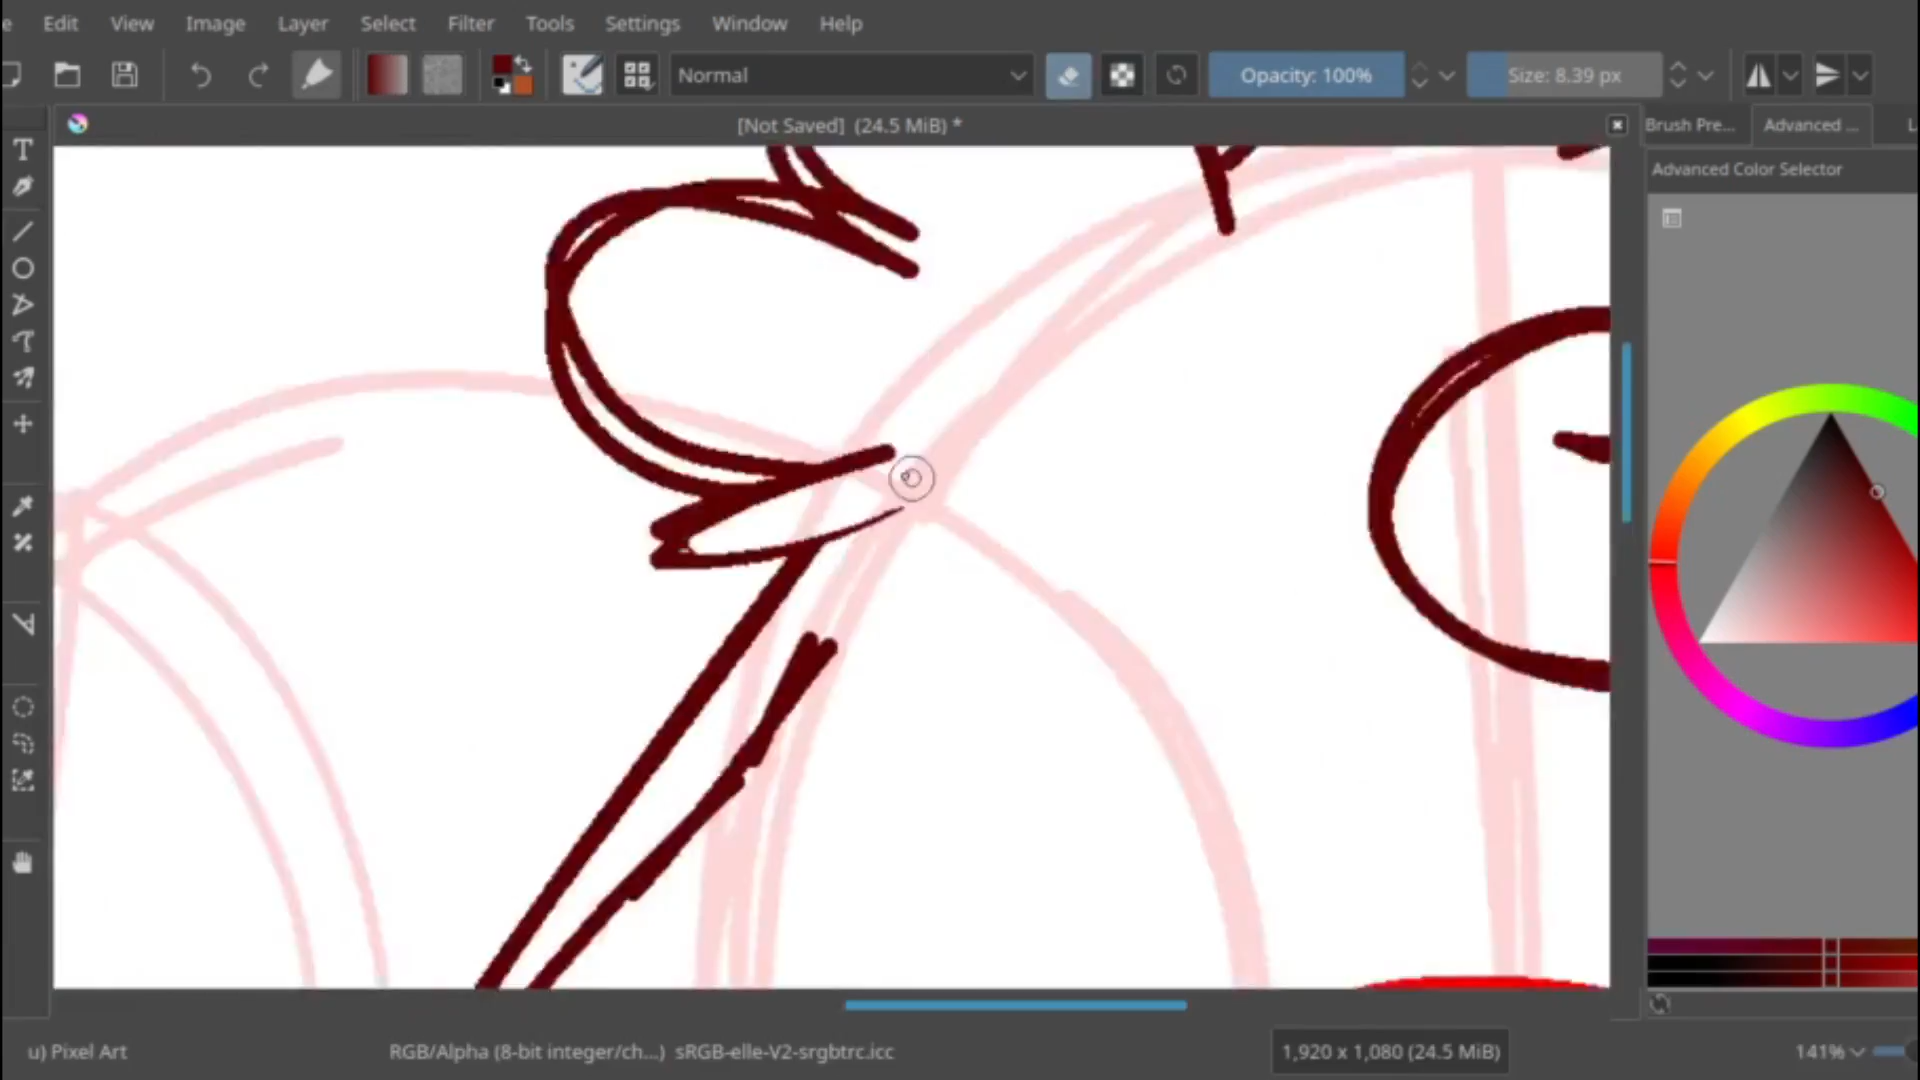 e Edit View Image Layer Select Filter Tools Settings Window Help
Normal Opacity: 100% Size: 8.39 px
[Not Saved] (24.5 MiB) *
Brush Pre... Advanced ... L
Advanced Color Selector
u) Pixel Art RGB/Alpha (8-bit integer/ch...) sRGB-elle-V2-srgbtrc.icc 1,920 x 1,080 (24.5 MiB) 141%